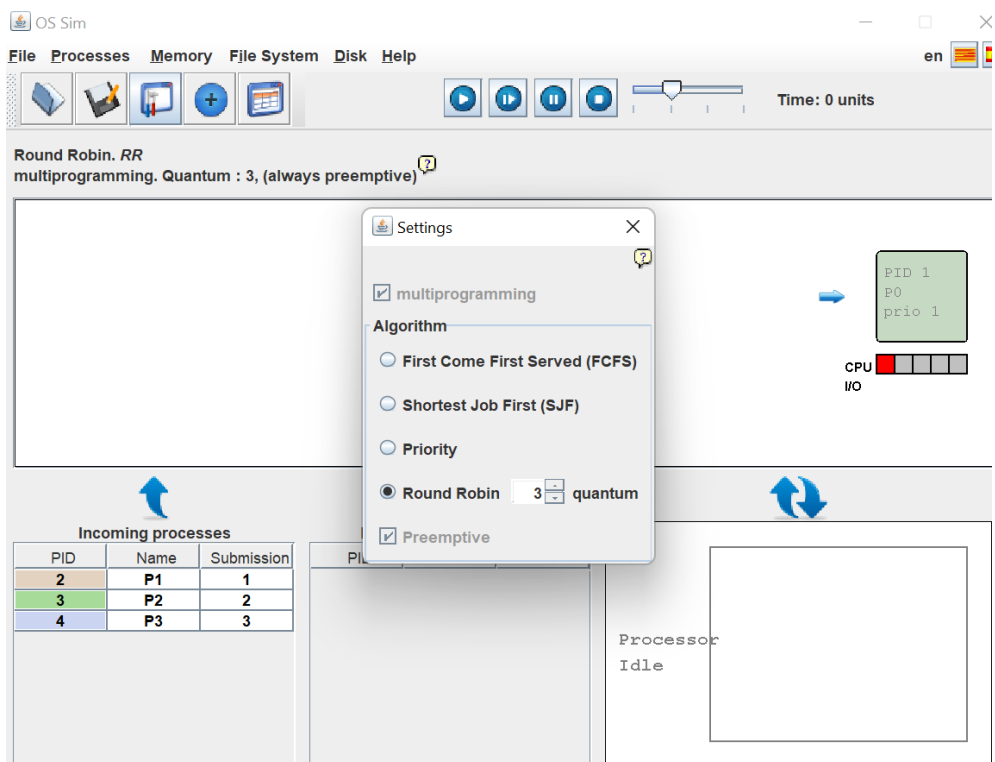 OS Sim
File Processes Memory File System Disk Help en
Time: 0 units
Round Robin. RR
multiprogramming. Quantum : 3, (always preemptive)
Settings
multiprogramming
Algorithm
First Come First Served (FCFS)
Shortest Job First (SJF)
Priority
Round Robin 3 quantum
Preemptive
PID 1
P0
prio 1
CPU
I/O
Incoming processes
PID Name Submission
2 P1 1
3 P2 2
4 P3 3
Processor
Idle